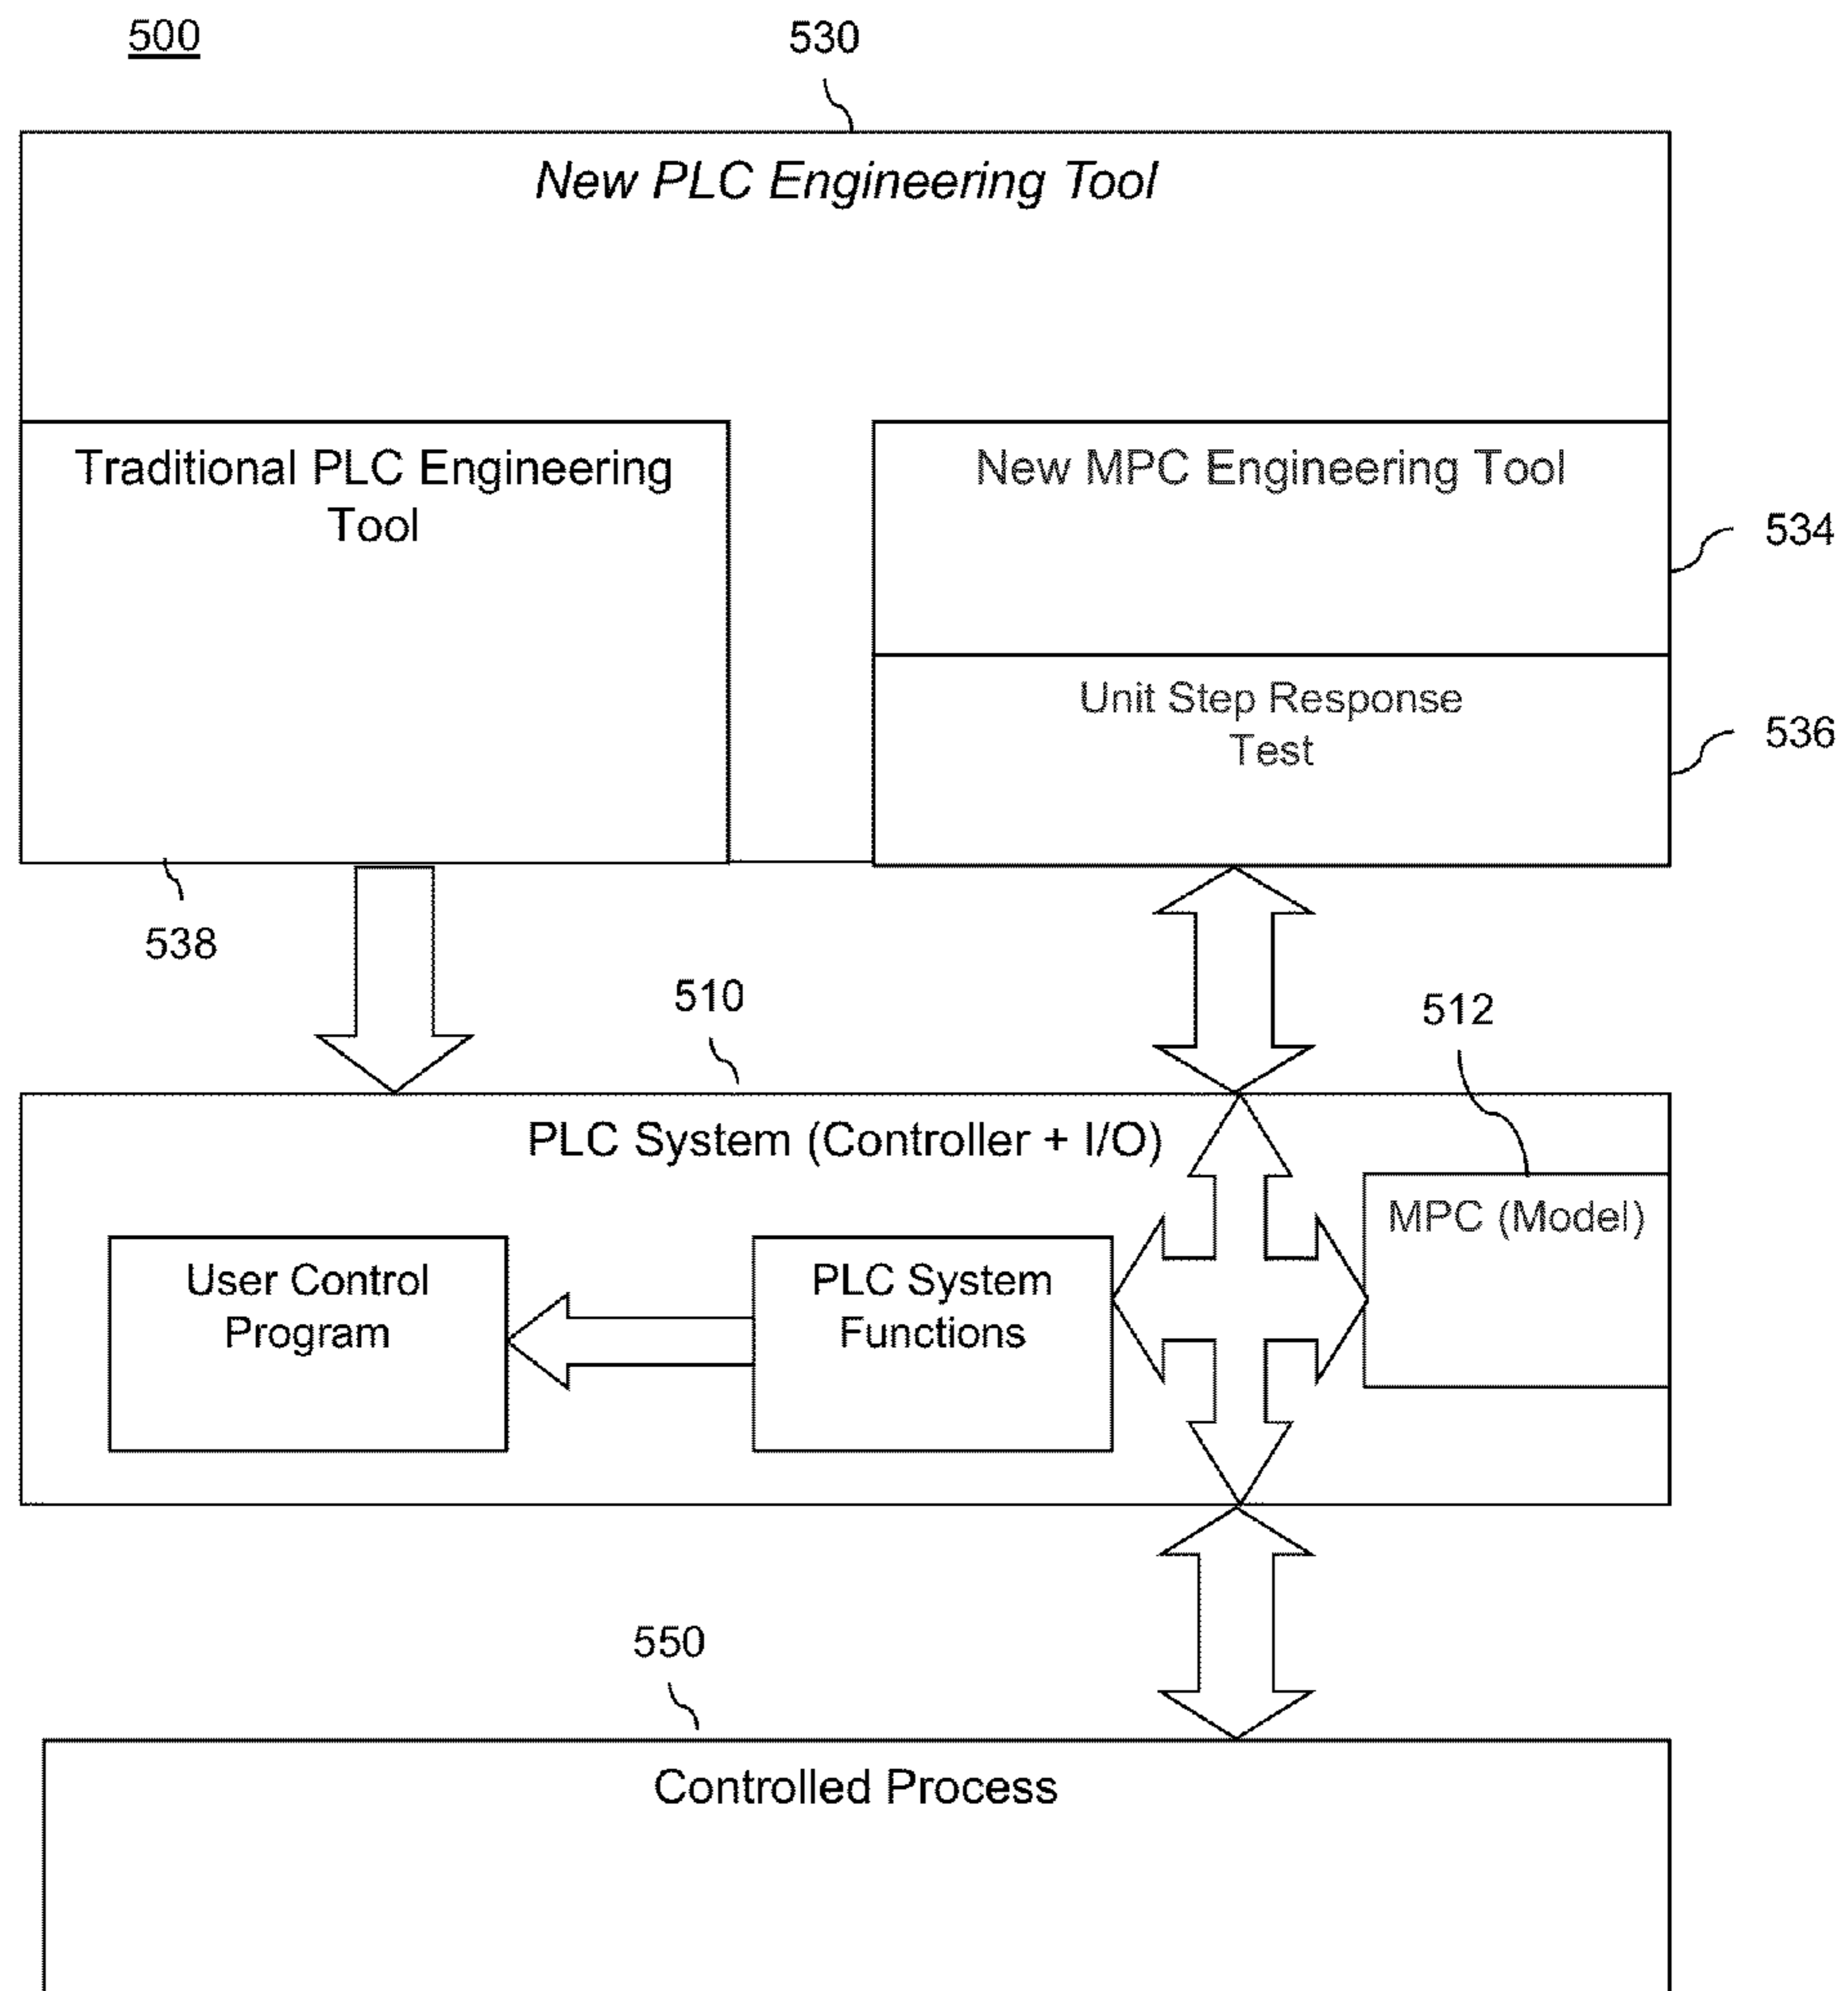 500
530
New PLC Engineering Tool
Traditional PLC Engineering
Tool
New MPC Engineering Tool
534
Unit Step Response
Test
536
538
510
512
PLC System (Controller + I/O)
MPC (Model)
User Control
Program
PLC System
Functions
550
Controlled Process